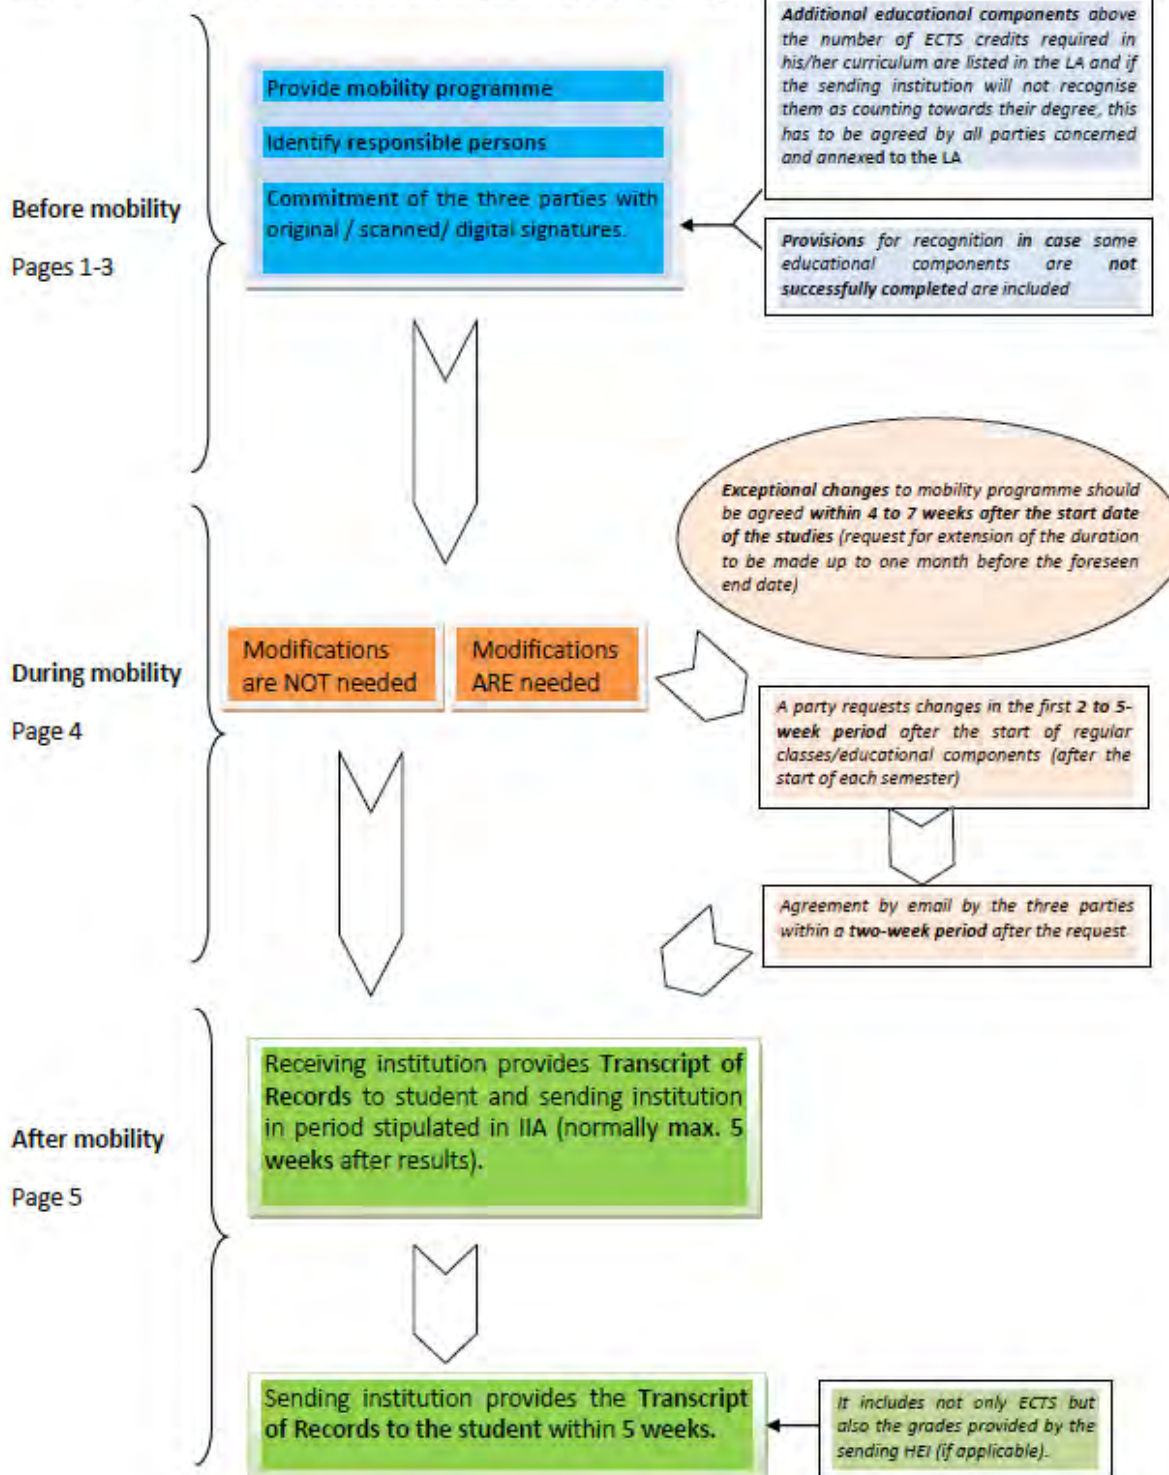 Additional educational components above
the number of ECTS credits required in
his/her curriculum are listed in the LA and if
the sending institution will not recognise
them as counting towards their degree, this
has to be agreed by all parties concerned
and annexed to the LA
Provide mobility programme
Identify responsible persons
Commitment of the three parties with
original / scanned/ digital signatures.
Before mobility
Pages 1-3
Provisions for recognition in case some
educational components are not
successfully completed are included
Exceptional changes to mobility programme should
be agreed within 4 to 7 weeks after the start date
of the studies (request for extension of the duration
to be made up to one month before the foreseen
end date)
During mobility
Page 4
Modifications
are NOT needed
Modifications
ARE needed
A party requests changes in the first 2 to 5-
week period after the start of regular
classes/educational components (after the
start of each semester)
Agreement by email by the three parties
within a two-week period after the request
After mobility
Page 5
Receiving institution provides Transcript of
Records to student and sending institution
in period stipulated in IIA (normally max. 5
weeks after results).
Sending institution provides the Transcript
of Records to the student within 5 weeks.
It includes not only ECTS but
also the grades provided by the
sending HEI (if applicable).